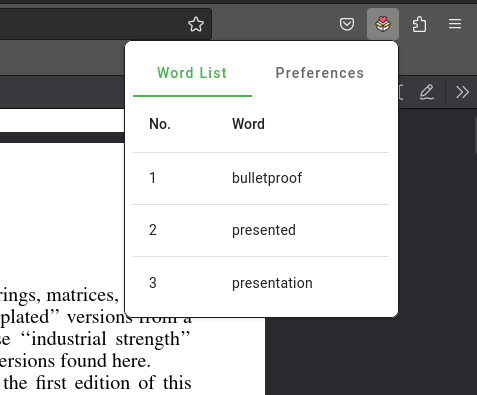 Word List Preferences
No. Word
1 bulletproof
2 presented
3 presentation
rings, matrices,
plated’’ versions from a
se ‘‘industrial strength’’
ersions found here.
the first edition of this